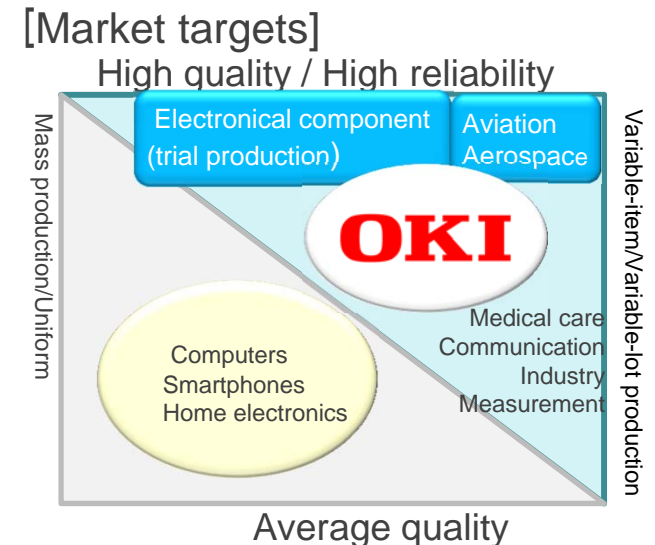 [Market targets]
High quality / High reliability
Electronical component
(trial production)
Aviation
Aerospace
Mass production/Uniform
Variable-item/Variable-lot production
OKI
Computers
Smartphones
Home electronics
Medical care
Communication
Industry
Measurement
Average quality